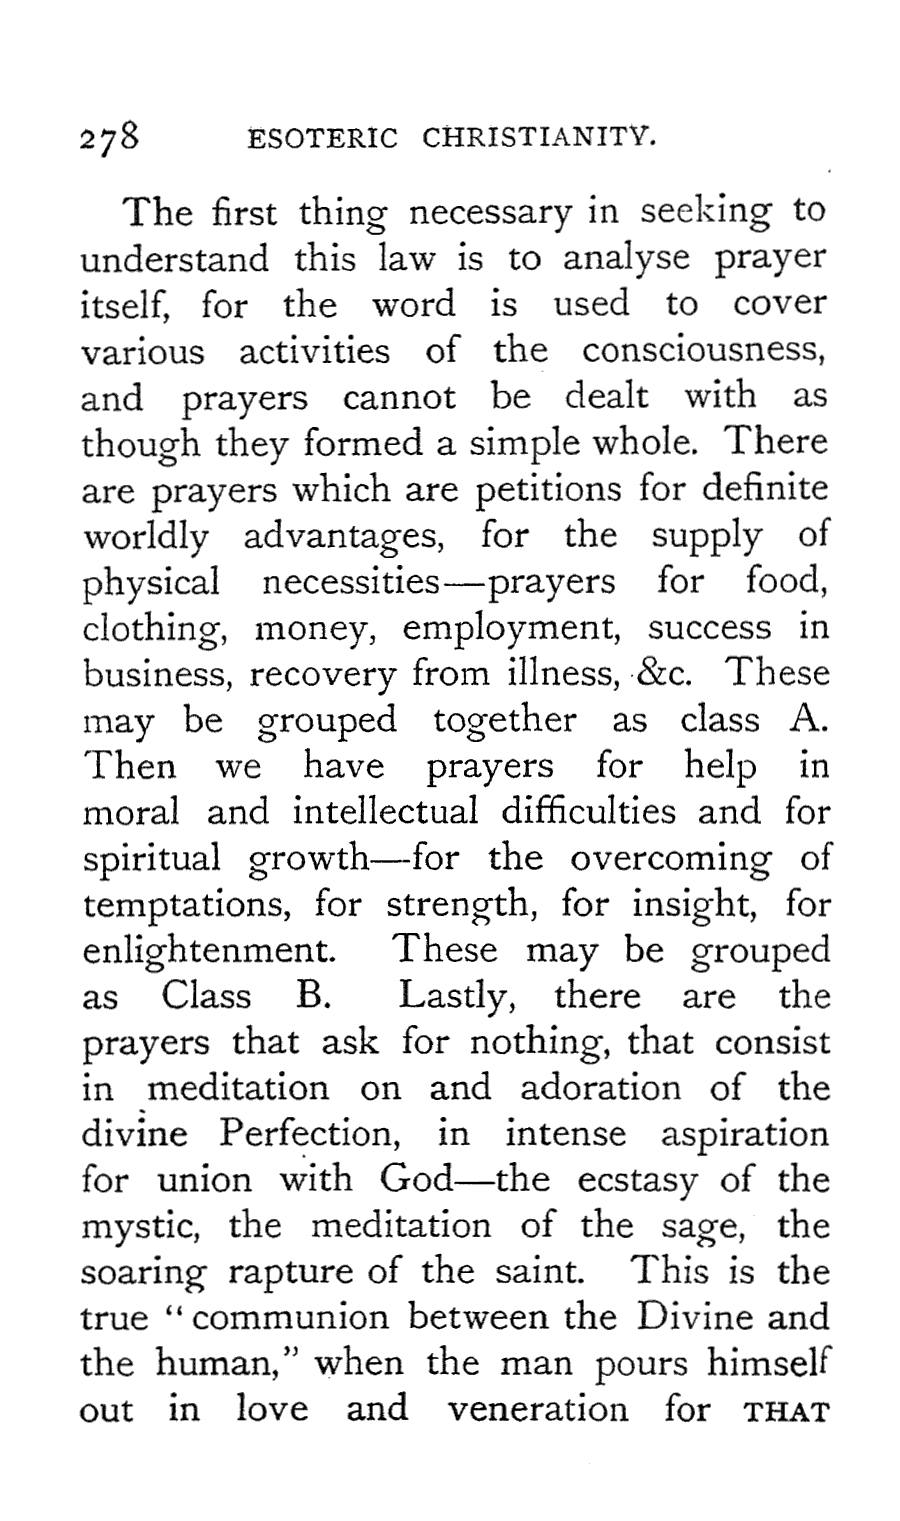 278 ESOTERIC CHRISTIANITY.
The first thing necessary in seeking to
understand this law is to analyse prayer
itself, for the word is used to cover
various activities of the consciousness,
and prayers cannot be dealt with as
though they formed a simple whole. There
are prayers which are petitions for definite
worldly advantages, for the supply of
physical necessities—prayers for food,
clothing, money, employment, success in
business, recovery from illness, &c. These
may be grouped together as class A.
Then we have prayers for help in
moral and intellectual difficulties and for
spiritual growth—for the overcoming of
temptations, for strength, for insight, for
enlightenment. These may be grouped
as Class B. Lastly, there are the
prayers that ask for nothing, that consist
in meditation on and adoration of the
divine Perfection, in intense aspiration
for union with God—the ecstasy of the
mystic, the meditation of the sage, the
soaring rapture of the saint. This is the
true “communion between the Divine and
the human,” when the man pours himself
out in love and veneration for THAT